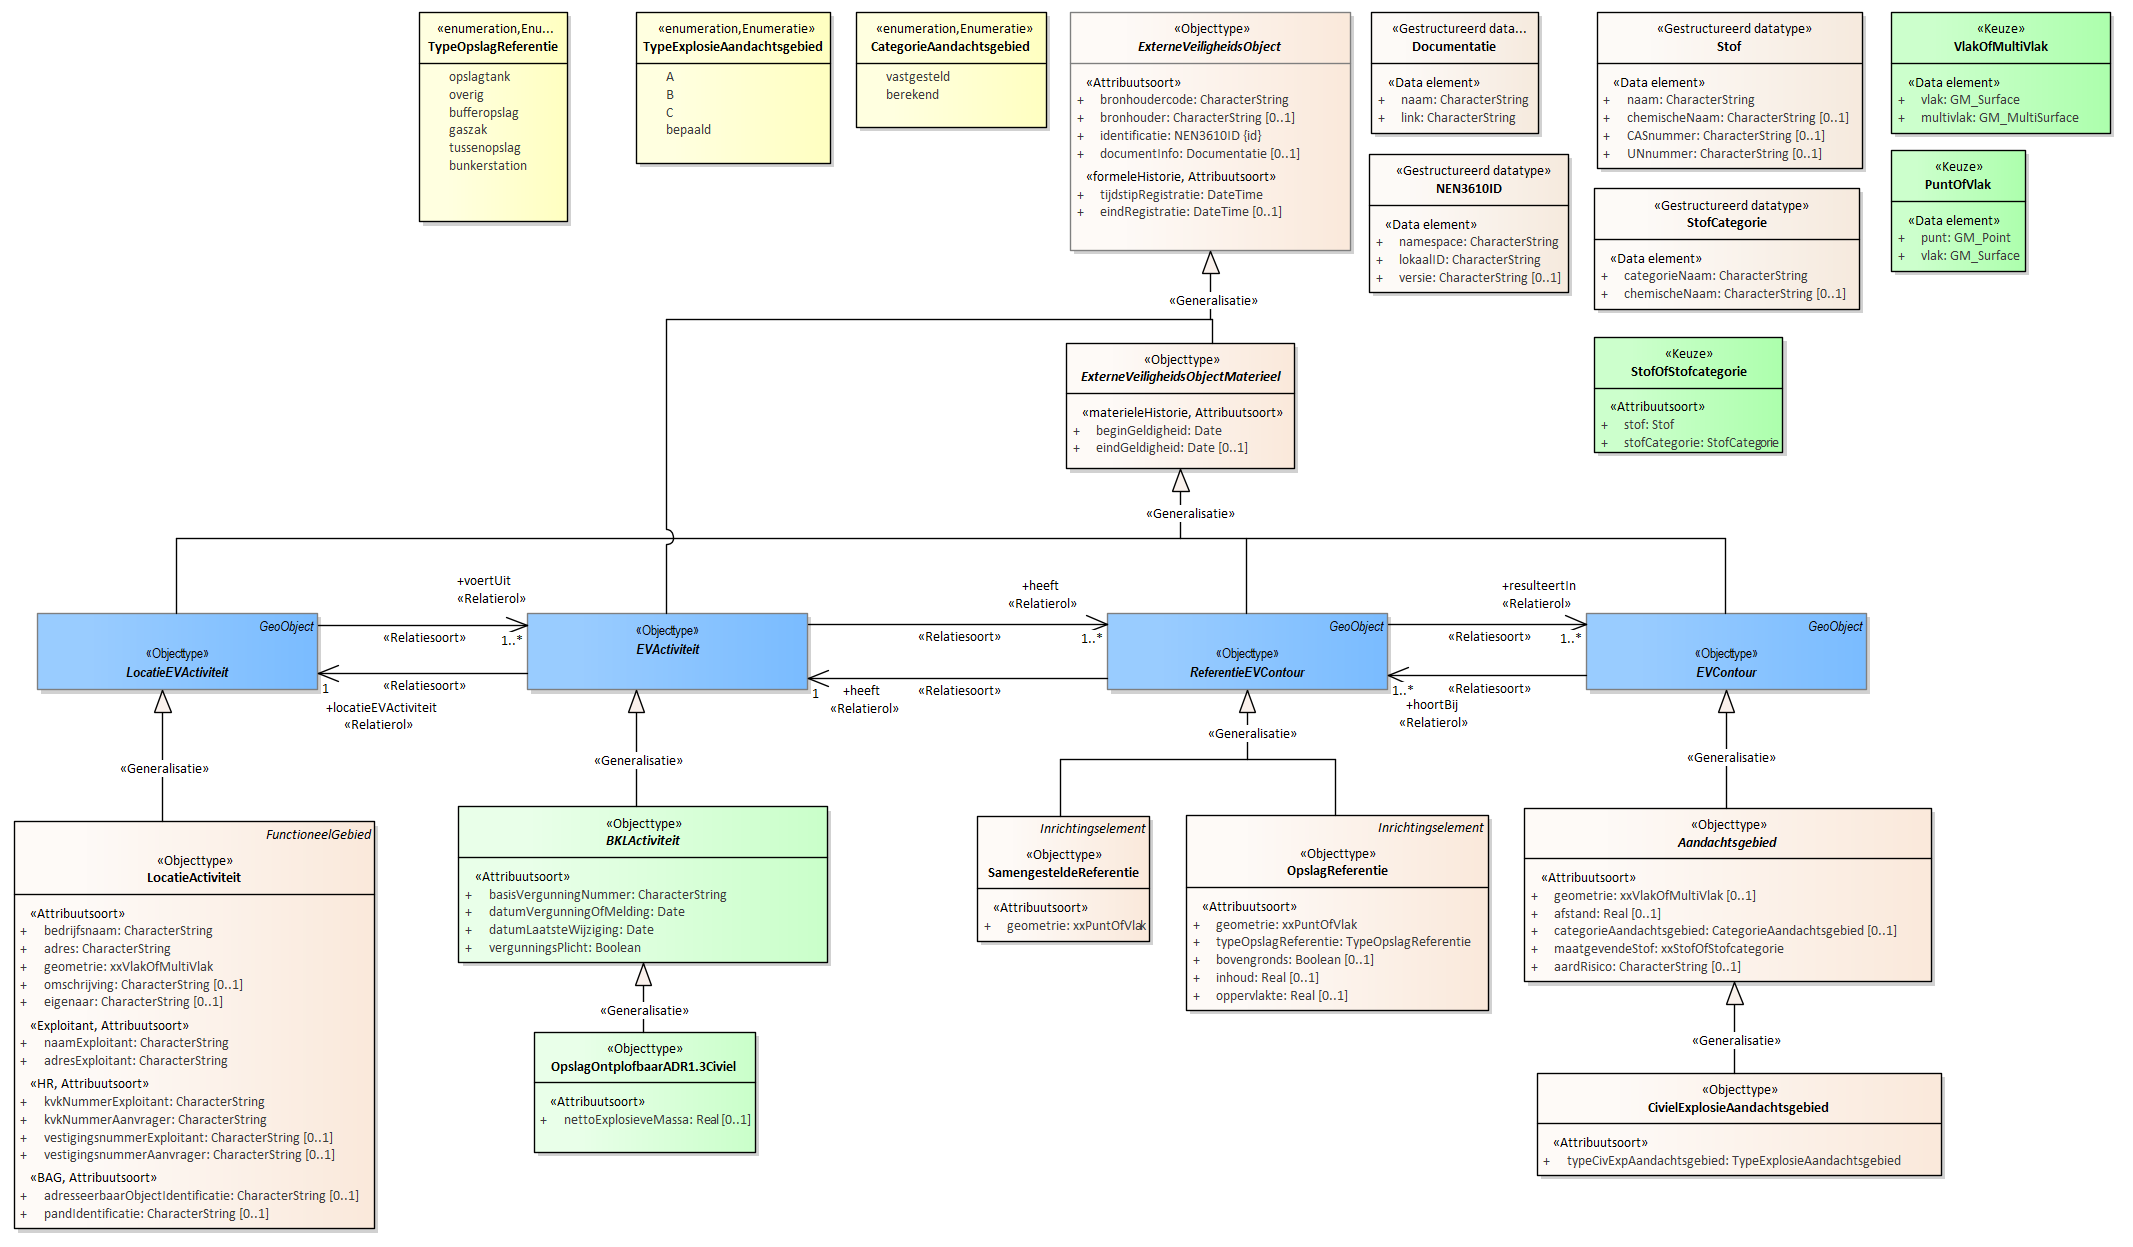 «enumeration,Enu...
TypeOpslagReferentie
opslagtank
overig
bufferopslag
gaszak
tussenopslag
bunkerstation
«enumeration,Enumeratie»
TypeExplosieAandachtsgebied
A
B
C
bepaald
«enumeration,Enumeratie»
CategorieAandachtsgebied
vastgesteld
berekend
«Objecttype»
ExterneVeiligheidsObject
«Attribuutsoort»
+ bronhoudercode: CharacterString
+ bronhouder: CharacterString [0..1]
+ identificatie: NEN3610ID {id}
+ documentInfo: Documentatie [0..1]
«formeleHistorie, Attribuutsoort»
+ tijdstipRegistratie: DateTime
+ eindRegistratie: DateTime [0..1]
«Gestructureerd data...
Documentatie
«Data element»
+ naam: CharacterString
+ link: CharacterString
«Gestructureerd datatype»
NEN3610ID
«Data element»
+ namespace: CharacterString
+ lokaalID: CharacterString
+ versie: CharacterString [0..1]
«Gestructureerd datatype»
Stof
«Data element»
+ naam: CharacterString
+ chemischeNaam: CharacterString [0..1]
+ CASnummer: CharacterString [0..1]
+ UNnummer: CharacterString [0..1]
«Gestructureerd datatype»
StofCategorie
«Data element»
+ categorieNaam: CharacterString
+ chemischeNaam: CharacterString [0..1]
«Keuze»
StofOfStofcategorie
«Attribuutsoort»
+ stof: Stof
+ stofCategorie: StofCategorie
«Keuze»
VlakOfMultiVlak
«Data element»
+ vlak: GM_Surface
+ multivlak: GM_MultiSurface
«Keuze»
PuntOfVlak
«Data element»
+ punt: GM_Point
+ vlak: GM_Surface
«Generalisatie»
«Objecttype»
ExterneVeiligheidsObjectMaterieel
«materieleHistorie, Attribuutsoort»
+ beginGeldigheid: Date
+ eindGeldigheid: Date [0..1]
«Generalisatie»
GeoObject
«Objecttype»
LocatieEVActiviteit
+voertUit
«Relatierol»
«Relatiesoort»
1..*
«Relatiesoort»
1
+locatieEVActiviteit
«Relatierol»
«Objecttype»
EVActiviteit
+heeft
«Relatierol»
«Relatiesoort»
1..*
«Relatiesoort»
1
+heeft
«Relatierol»
GeoObject
«Objecttype»
ReferentieEVContour
+resulteertIn
«Relatierol»
«Relatiesoort»
1..*
«Relatiesoort»
1..*
+hoortBij
«Relatierol»
GeoObject
«Objecttype»
EVContour
«Generalisatie»
«Generalisatie»
«Generalisatie»
«Generalisatie»
FunctioneelGebied
«Objecttype»
LocatieActiviteit
«Attribuutsoort»
+ bedrijfsnaam: CharacterString
+ adres: CharacterString
+ geometrie: xxVlakOfMultiVlak
+ omschrijving: CharacterString [0..1]
+ eigenaar: CharacterString [0..1]
«Exploitant, Attribuutsoort»
+ naamExploitant: CharacterString
+ adresExploitant: CharacterString
«HR, Attribuutsoort»
+ kvkNummerExploitant: CharacterString
+ kvkNummerAanvrager: CharacterString
+ vestigingsnummerExploitant: CharacterString [0..1]
+ vestigingsnummerAanvrager: CharacterString [0..1]
«BAG, Attribuutsoort»
+ adresseerbaarObjectIdentificatie: CharacterString [0..1]
+ pandIdentificatie: CharacterString [0..1]
«Objecttype»
BKLActiviteit
«Attribuutsoort»
+ basisVergunningNummer: CharacterString
+ datumVergunningOfMelding: Date
+ datumLaatsteWijziging: Date
+ vergunningsPlicht: Boolean
«Generalisatie»
«Objecttype»
OpslagOntplofbaarADR1.3Civiel
«Attribuutsoort»
+ nettoExplosieveMassa: Real [0..1]
Inrichtingselement
«Objecttype»
SamengesteldeReferentie
«Attribuutsoort»
+ geometrie: xxPuntOfVlak
Inrichtingselement
«Objecttype»
OpslagReferentie
«Attribuutsoort»
+ geometrie: xxPuntOfVlak
+ typeOpslagReferentie: TypeOpslagReferentie
+ bovengronds: Boolean [0..1]
+ inhoud: Real [0..1]
+ oppervlakte: Real [0..1]
«Objecttype»
Aandachtsgebied
«Attribuutsoort»
+ geometrie: xxVlakOfMultiVlak [0..1]
+ afstand: Real [0..1]
+ categorieAandachtsgebied: CategorieAandachtsgebied [0..1]
+ maatgevendeStof: xxStofOfStofcategorie
+ aardRisico: CharacterString [0..1]
«Generalisatie»
«Objecttype»
CivielExplosieAandachtsgebied
«Attribuutsoort»
+ typeCivExpAandachtsgebied: TypeExplosieAandachtsgebied